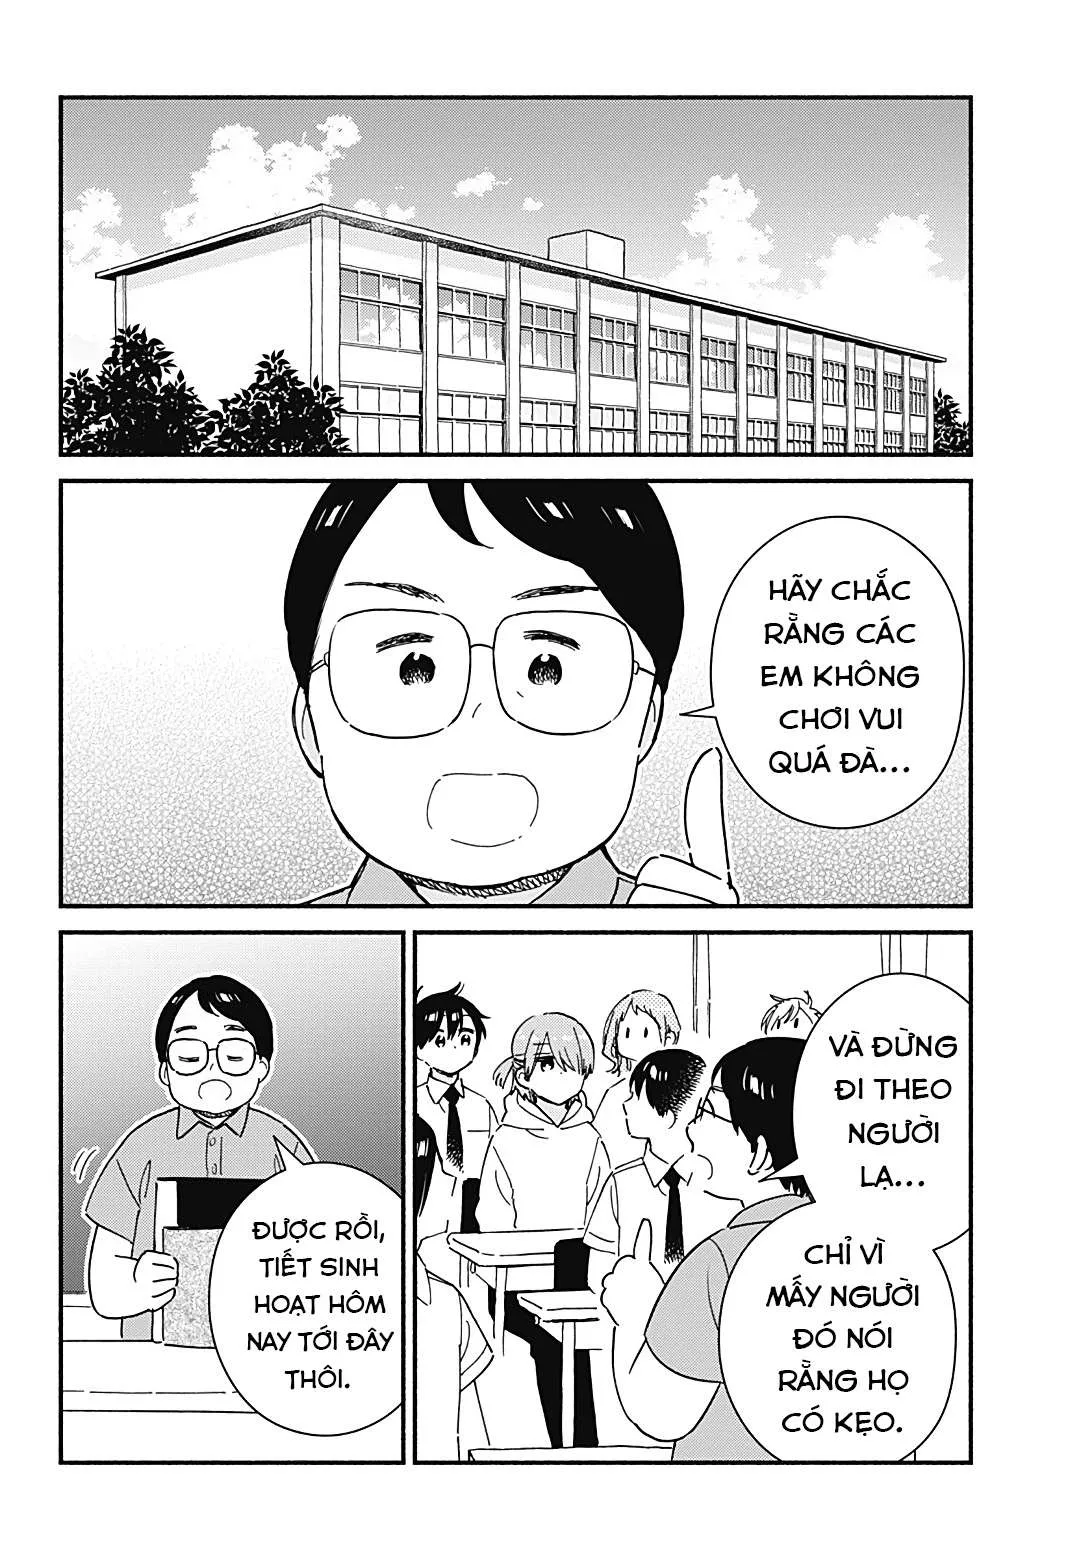 HÃY CHẮC
RẰNG CÁC
EM KHÔNG
CHƠI VUI
QUÁ ĐÀ...
VÀ ĐỪNG
ĐI THEO
NGƯỜI
LẠ...
CHỈ VÌ
MẤY NGƯỜI
ĐÓ NÓI
RẰNG HỌ
CÓ KẸO.
ĐƯỢC RỒI,
TIẾT SINH
HOẠT HÔM
NAY TỚI ĐÂY
THÔI.